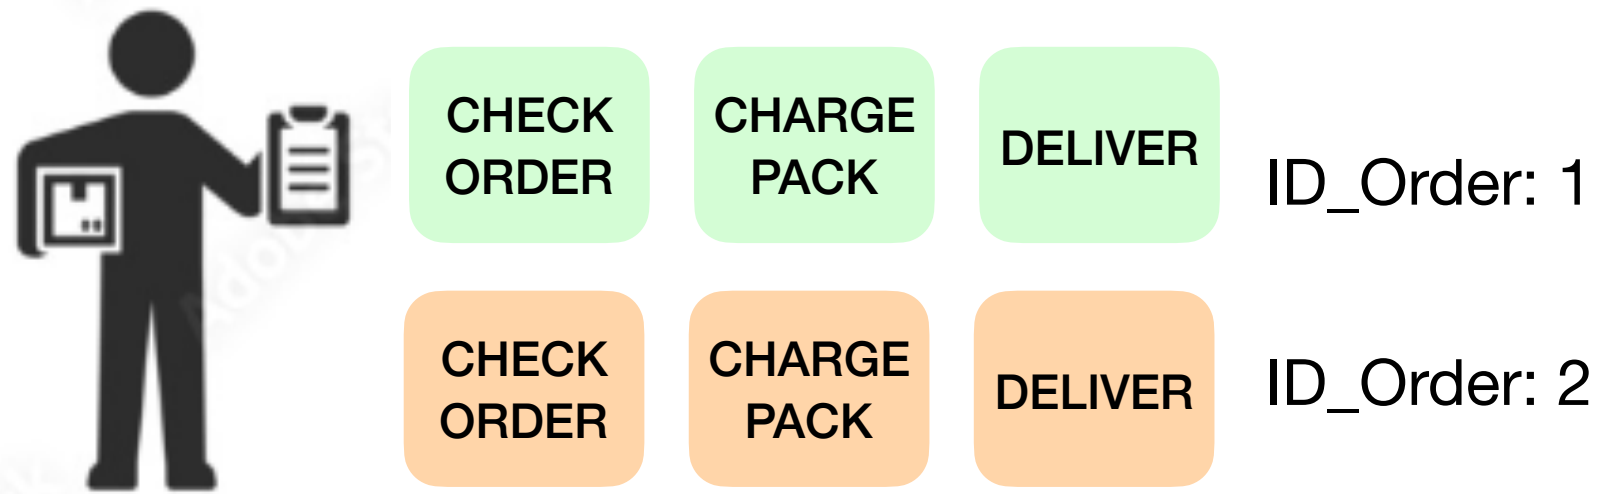 CHECK
ORDER
CHARGE
PACK
DELIVER
ID_Order: 1
CHECK
ORDER
CHARGE
PACK
DELIVER
ID_Order: 2